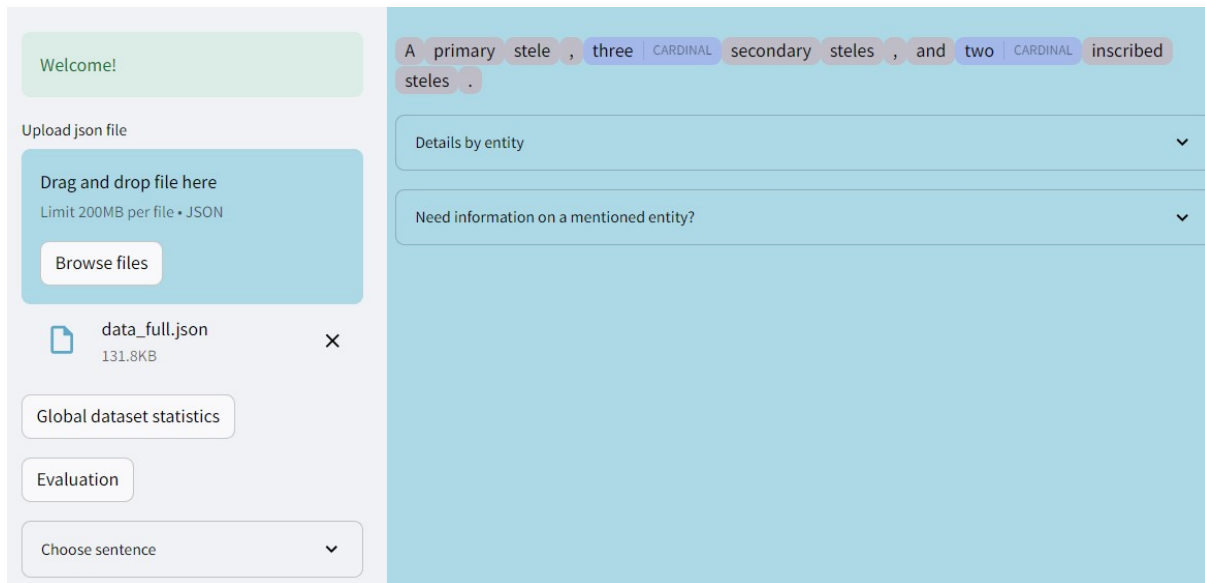 Welcome!
Upload json file
Drag and drop file here
Limit 200MB per file • JSON
Browse files
data_full.json
131.8KB
Global dataset statistics
Evaluation
Choose sentence
A primary stele , three CARDINAL secondary steles , and two CARDINAL inscribed
steles .
Details by entity
Need information on a mentioned entity?